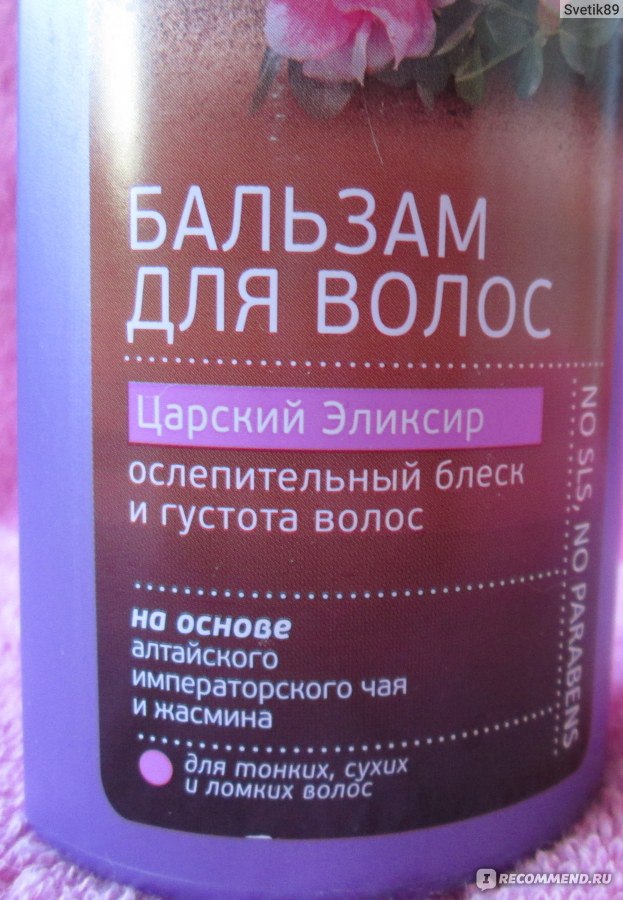 Svetik89
БАЛЬЗАМ
ДЛЯ ВОЛОС
Царский Эликсир
ослепительный блеск
и густота волос
NO SLS, NO PARABENS
на основе
алтайского
императорского чая
и жасмина
для тонких, сухих
и ломких волос
IRECOMMEND.RU